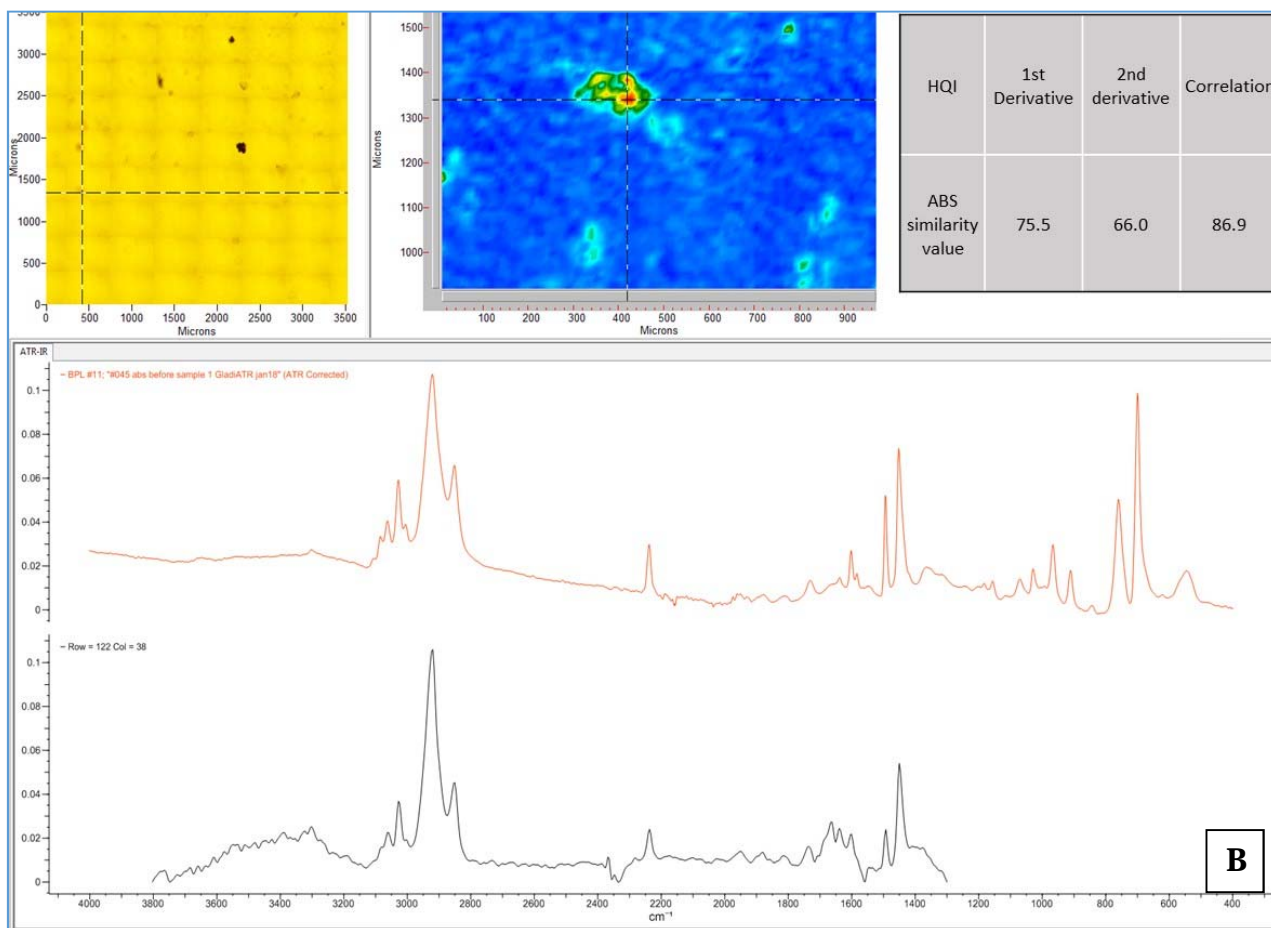 3500
3000
2500
2000
1500
1000
500
0
Microns
0 500 1000 1500 2000 2500 3000 3500
Microns
1500
1400
1300
1200
1100
1000
Microns
100 200 300 400 500 600 700 800 900
Microns
HQI 1st Derivative 2nd derivative Correlation
ABS similarity value 75.5 66.0 86.9
ATR-IR
– BPL #11; "#045 abs before sample 1 GladiATR jan18" (ATR Corrected)
0.1
0.08
0.06
0.04
0.02
0
– Row = 122 Col = 38
0.1
0.08
0.06
0.04
0.02
0
B
4000 3800 3600 3400 3200 3000 2800 2600 2400 2200 2000 1800 1600 1400 1200 1000 800 600 400
cm⁻¹